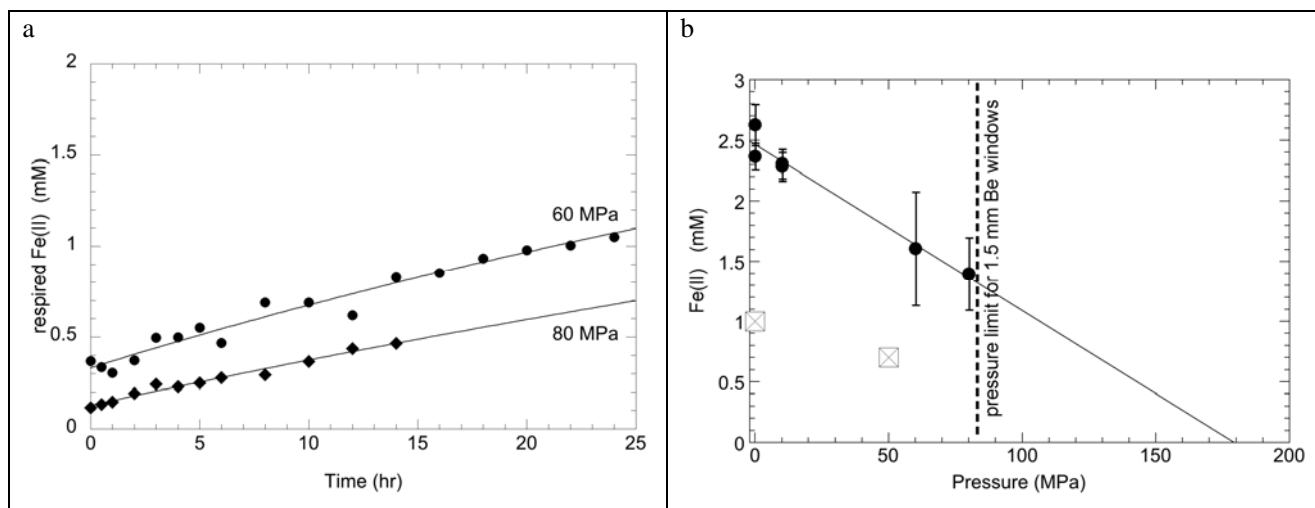 a
2
1.5
1
0.5
0
respired Fe(II) (mM)
60 MPa
80 MPa
0 5 10 15 20 25
Time (hr)
b
3
2.5
2
1.5
1
0.5
0
Fe(II) (mM)
pressure limit for 1.5 mm Be windows
0 50 100 150 200
Pressure (MPa)